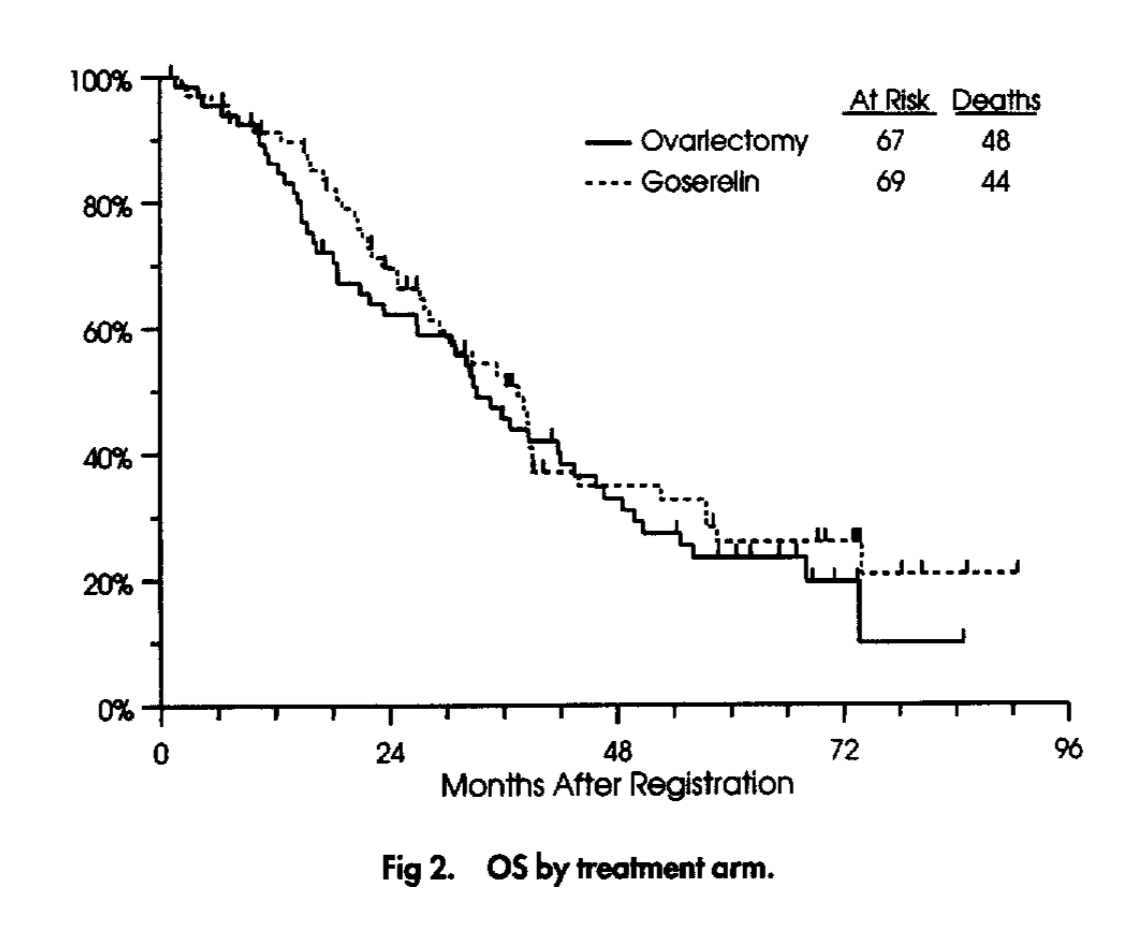 At Risk Deaths
Ovariectomy 67 48
Goserelin 69 44
100%
80%
60%
40%
20%
0%
0 24 48 72 96
Months After Registration
Fig 2. OS by treatment arm.